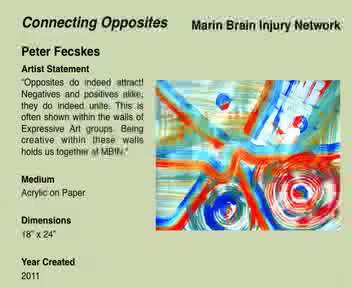 Connecting Opposites
Marin Brain Injury Network
Peter Fecskes
Artist Statement
"Opposites do indeed attract!
Negatives and positives alike,
they do indeed unite. This is
often shown within the walls of
Expressive Art groups. Being
creative within these walls
holds us together at MBIN."
Medium
Acrylic on Paper
Dimensions
18" x 24"
Year Created
2011